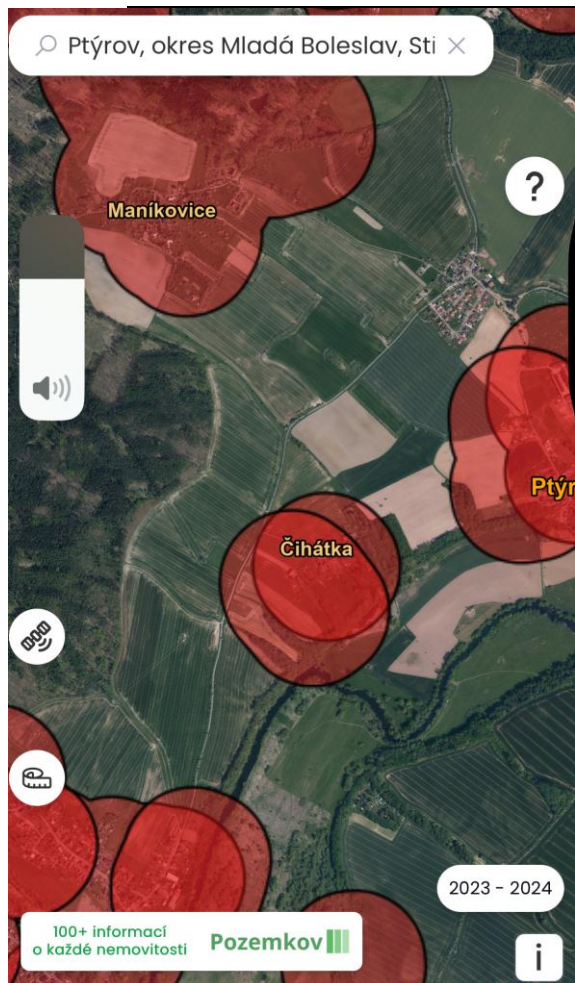 Ptýrov, okres Mladá Boleslav, Sti
?
Maníkovice
Ptýr
Čihátka
2023 - 2024
100+ informací
o každé nemovitosti
Pozemkov
i